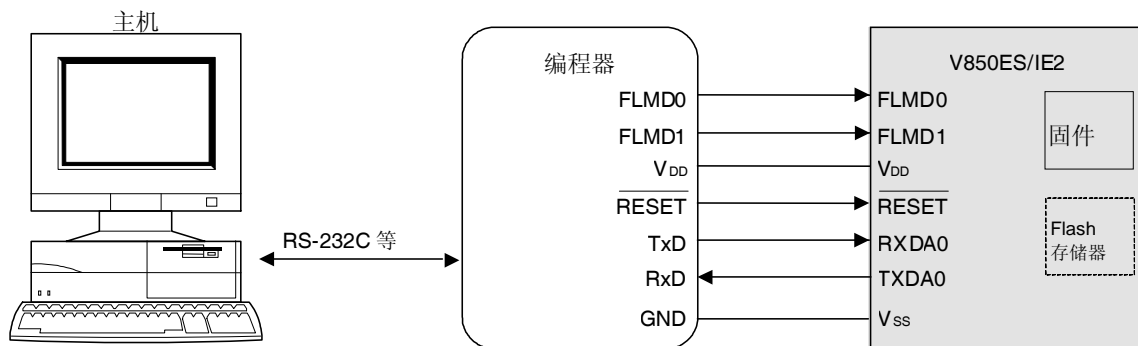 主机
RS-232C 等
编程器
FLMD0
FLMD1
VDD
RESET
TxD
RxD
GND
V850ES/IE2
FLMD0
FLMD1
VDD
RESET
RXDA0
TXDA0
VSS
固件
Flash
存储器